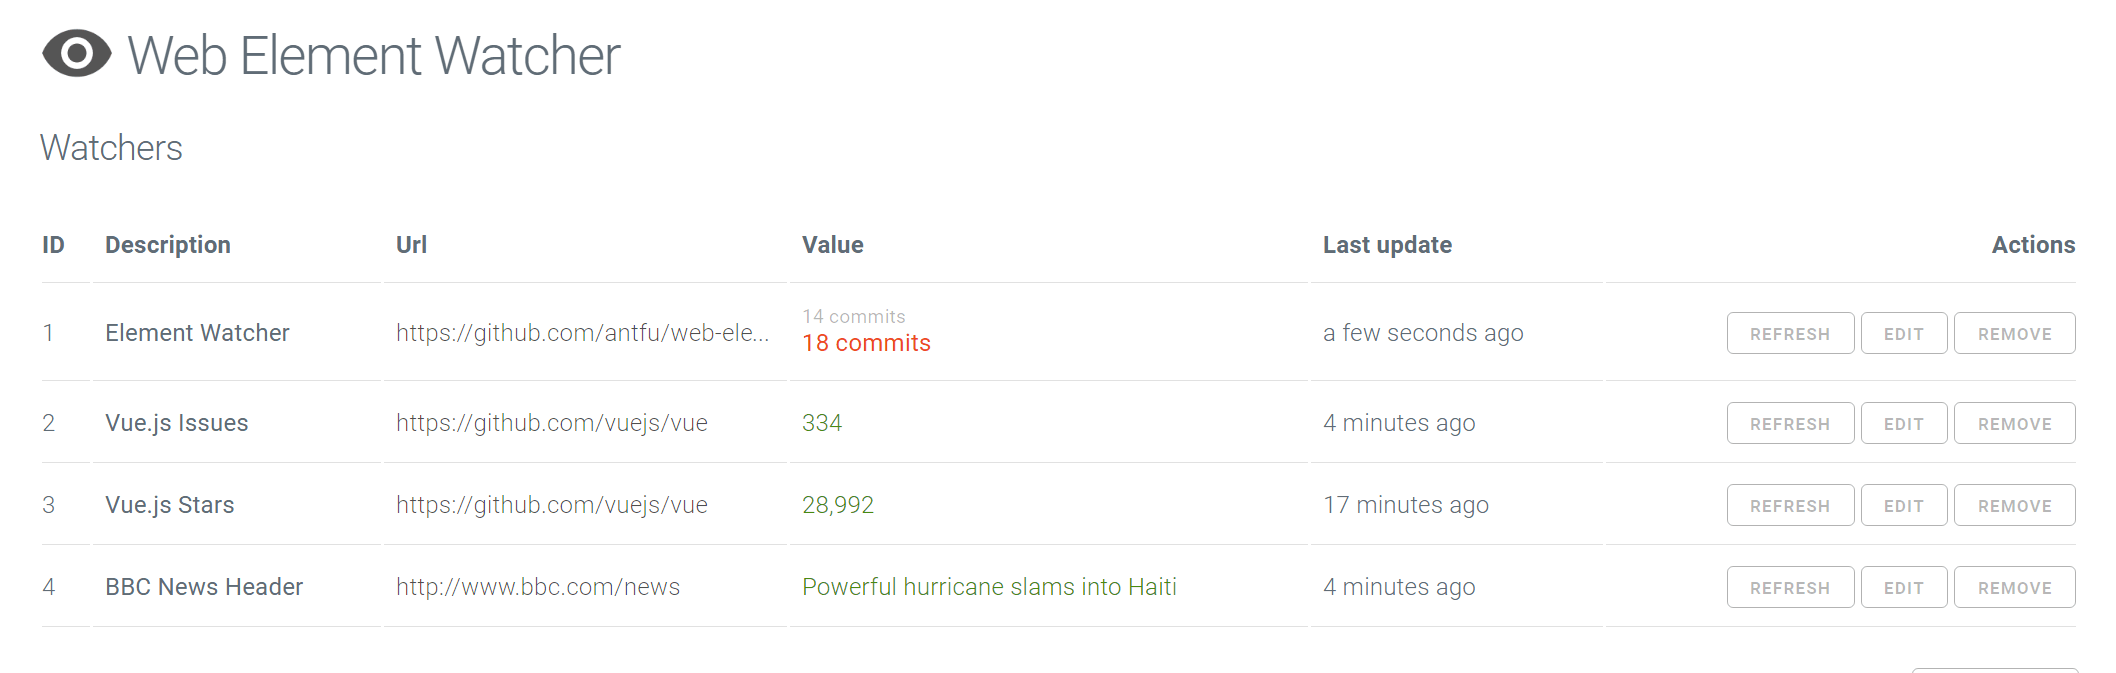 Web Element Watcher
Watchers
ID Description Url Value Last update Actions
14 commits
1 Element Watcher https://github.com/antfu/web-ele... 18 commits a few seconds ago REFRESH EDIT REMOVE
2 Vue.js Issues https://github.com/vuejs/vue 334 4 minutes ago REFRESH EDIT REMOVE
3 Vue.js Stars https://github.com/vuejs/vue 28,992 17 minutes ago REFRESH EDIT REMOVE
4 BBC News Header http://www.bbc.com/news Powerful hurricane slams into Haiti 4 minutes ago REFRESH EDIT REMOVE